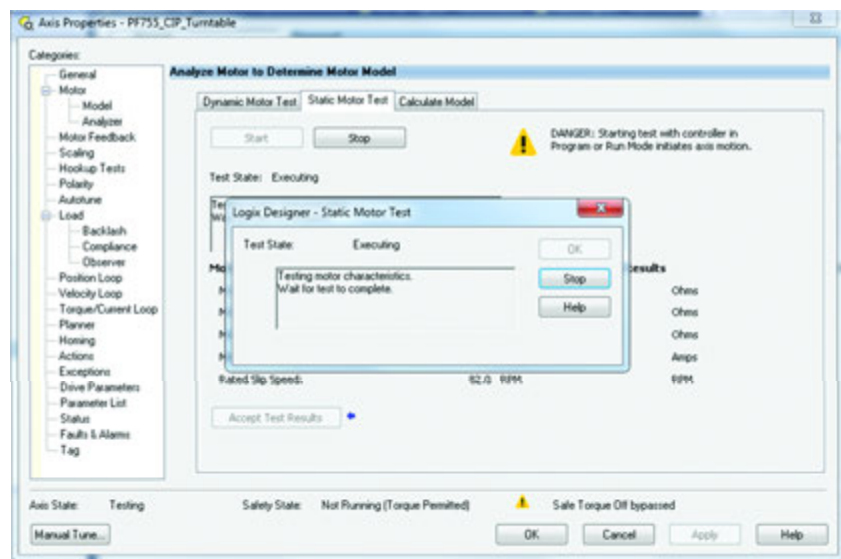 Axis Properties - PF755_CIP_Turntable
Categories:
General
Motor
Model
Analyzer
Motor Feedback
Scaling
Hookup Tests
Polarity
Autotune
Load
Backlash
Compliance
Observer
Position Loop
Velocity Loop
Torque/Current Loop
Planner
Homing
Actions
Exceptions
Drive Parameters
Parameter List
Status
Faults & Alarms
Tag
Analyze Motor to Determine Motor Model
Dynamic Motor Test Static Motor Test Calculate Model
Start Stop
DANGER: Starting test with controller in
Program or Run Mode initiates axis motion.
Test State: Executing
Logix Designer - Static Motor Test
Test State: Executing
OK
Testing motor characteristics.
Wait for test to complete.
Stop
Help
Mo
esults
Ohms
Ohms
Ohms
Amps
Rated Slip Speed: 82.0 RPM RPM
Accept Test Results
Axis State: Testing Safety State: Not Running (Torque Permitted) Safe Torque Off bypassed
Manual Tune... OK Cancel Apply Help